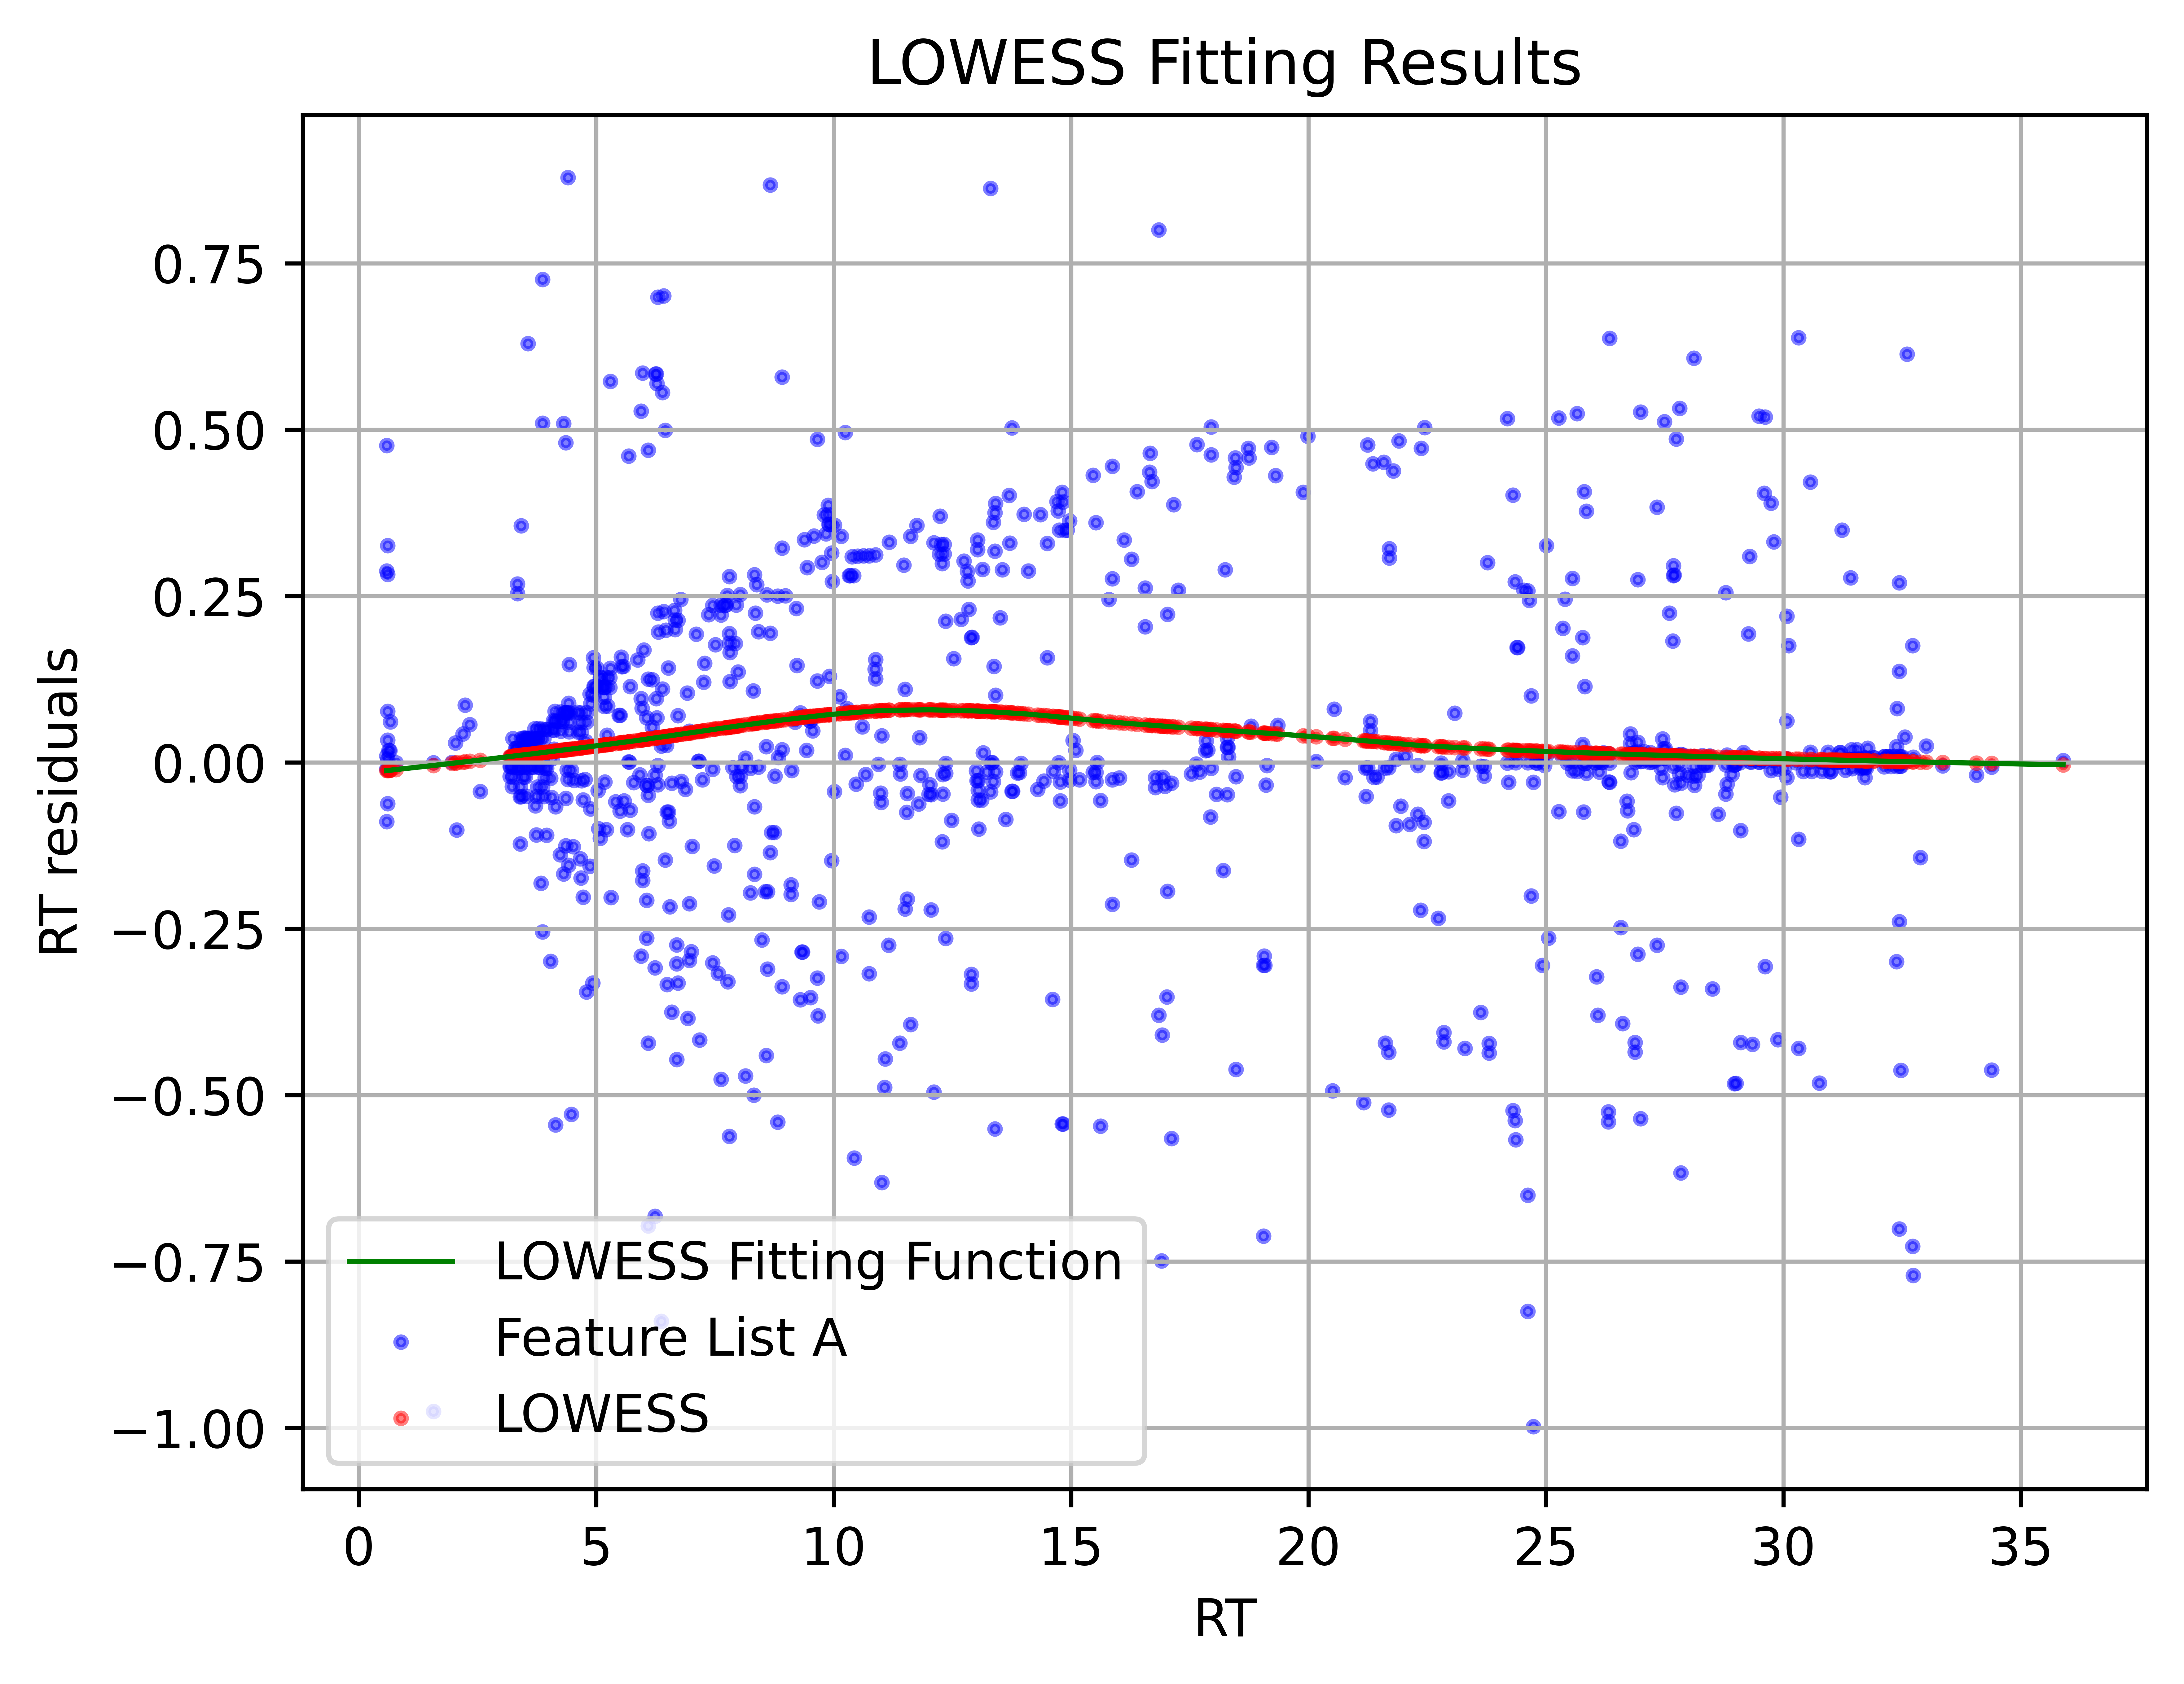 LOWESS Fitting Results
RT residuals
0.75
0.50
0.25
0.00
−0.25
−0.50
−0.75
−1.00
LOWESS Fitting Function
Feature List A
LOWESS
0 5 10 15 20 25 30 35
RT